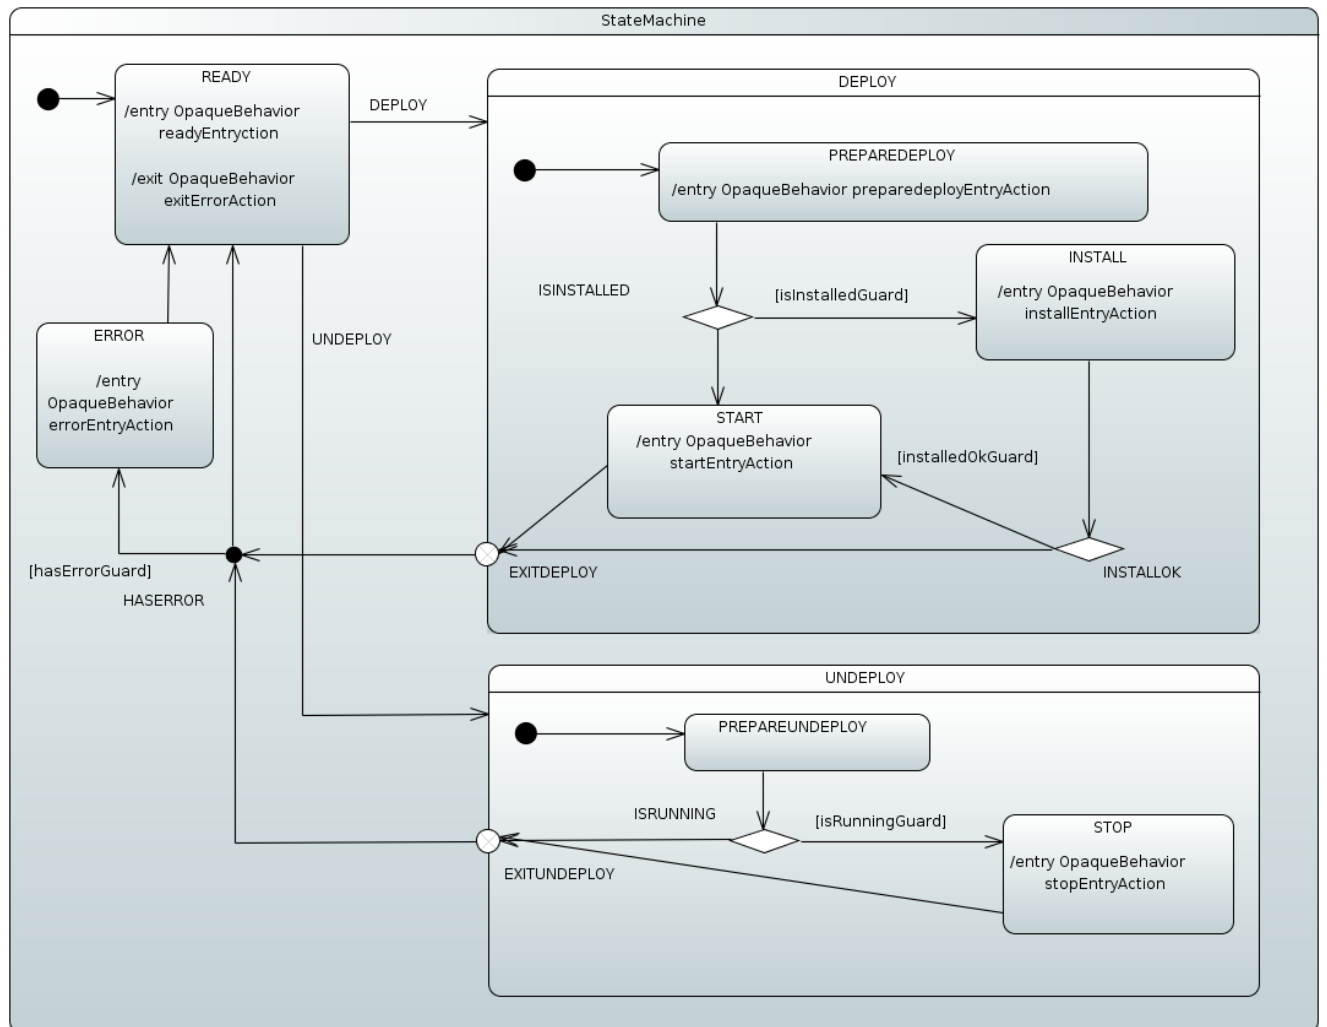 StateMachine
READY
/entry OpaqueBehavior
readyEntryction
/exit OpaqueBehavior
exitErrorAction
DEPLOY
DEPLOY
PREPAREDEPLOY
/entry OpaqueBehavior preparedeployEntryAction
ISINSTALLED
[isInstalledGuard]
INSTALL
/entry OpaqueBehavior
installEntryAction
ERROR
/entry
OpaqueBehavior
errorEntryAction
UNDEPLOY
START
/entry OpaqueBehavior
startEntryAction
[installedOkGuard]
[hasErrorGuard]
HASERROR
EXITDEPLOY
INSTALLOK
UNDEPLOY
PREPAREUNDEPLOY
ISRUNNING
[isRunningGuard]
STOP
/entry OpaqueBehavior
stopEntryAction
EXITUNDEPLOY